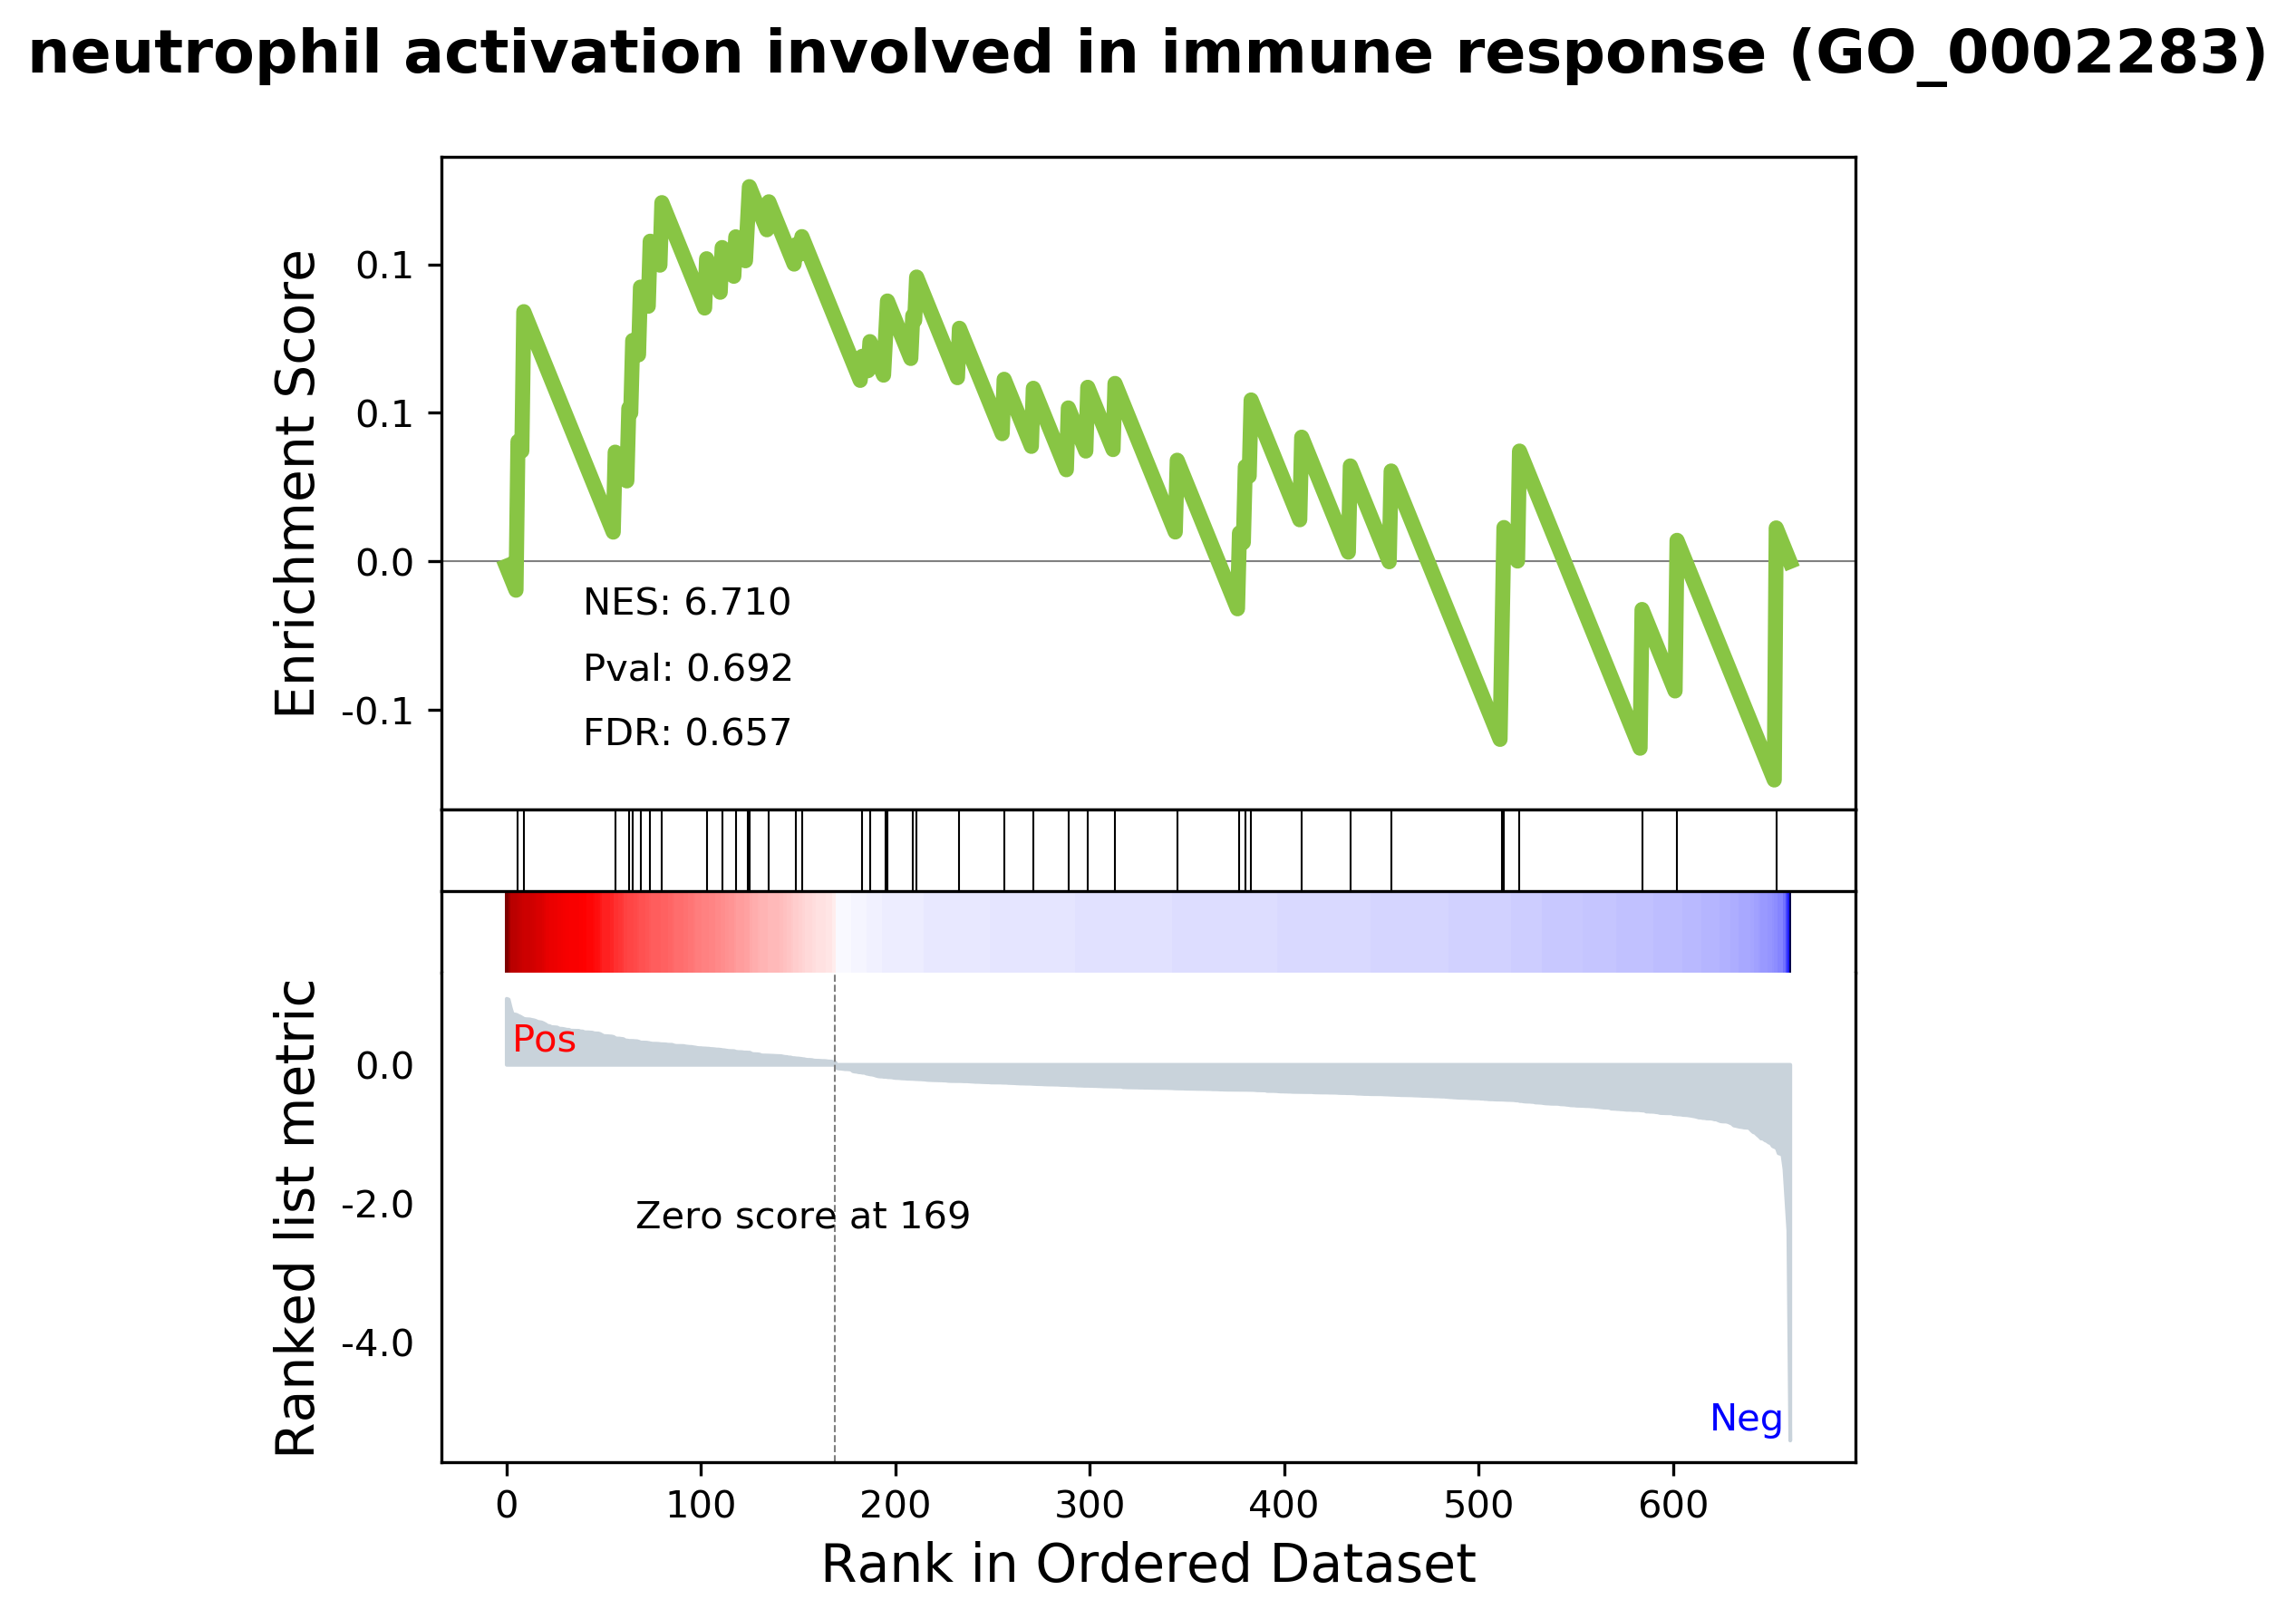 neutrophil activation involved in immune response (GO_0002283)
Enrichment Score
0.1
0.1
0.0
-0.1
NES: 6.710
Pval: 0.692
FDR: 0.657
Ranked list metric
0.0
-2.0
-4.0
Pos
Zero score at 169
Neg
0 100 200 300 400 500 600
Rank in Ordered Dataset